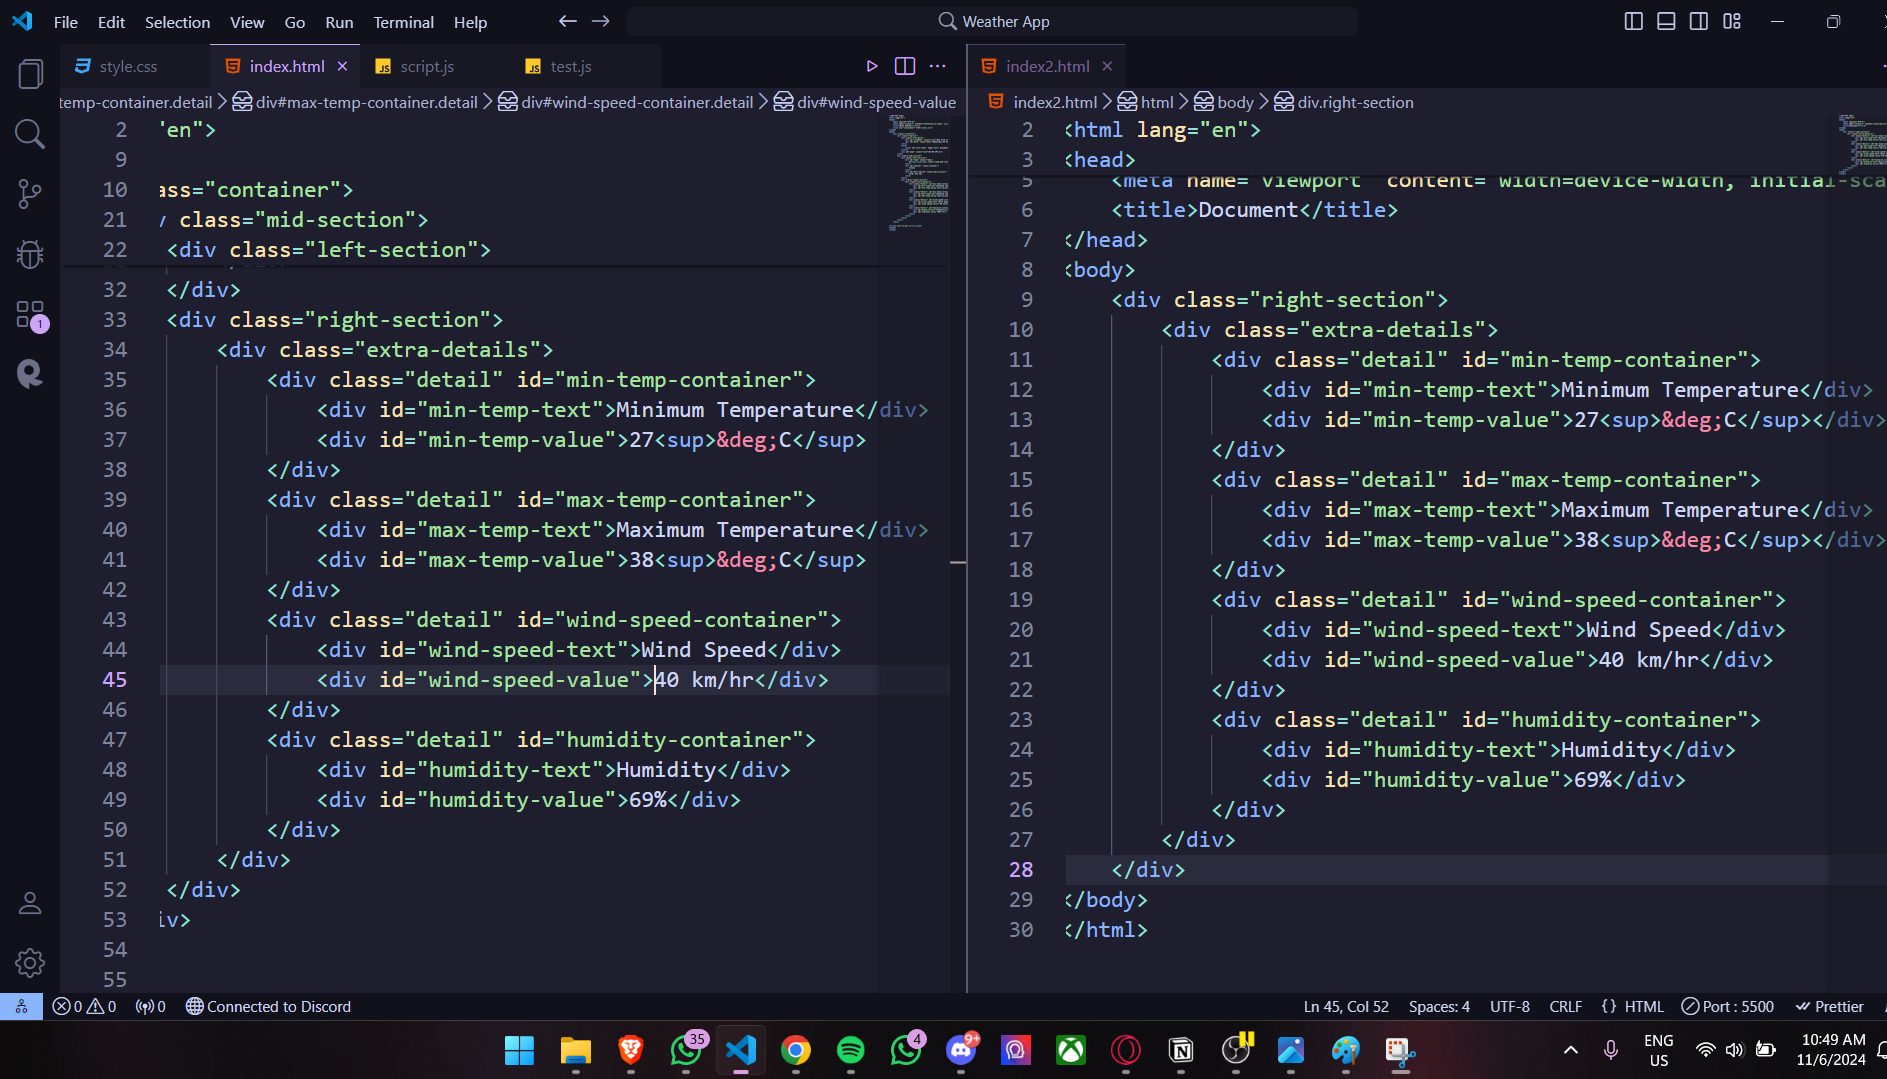 File Edit Selection View Go Run Terminal Help
Weather App
style.css
index.html
script.js
test.js
index2.html
temp-container.detail > div#max-temp-container.detail > div#wind-speed-container.detail > div#wind-speed-value
2 'en">
9
10 ass="container">
21 class="mid-section">
22 <div class="left-section">
32 </div>
33 <div class="right-section">
34 <div class="extra-details">
35 <div class="detail" id="min-temp-container">
36 <div id="min-temp-text">Minimum Temperature</div>
37 <div id="min-temp-value">27<sup>&deg;C</sup>
38 </div>
39 <div class="detail" id="max-temp-container">
40 <div id="max-temp-text">Maximum Temperature</div>
41 <div id="max-temp-value">38<sup>&deg;C</sup>
42 </div>
43 <div class="detail" id="wind-speed-container">
44 <div id="wind-speed-text">Wind Speed</div>
45 <div id="wind-speed-value">40 km/hr</div>
46 </div>
47 <div class="detail" id="humidity-container">
48 <div id="humidity-text">Humidity</div>
49 <div id="humidity-value">69%</div>
50 </div>
51 </div>
52 </div>
53 iv>
54
55
index2.html > html > body > div.right-section
2 <html lang="en">
3 <head>
5 <meta name="viewport" content="width=device-width, initial-sca
6 <title>Document</title>
7 </head>
8 <body>
9 <div class="right-section">
10 <div class="extra-details">
11 <div class="detail" id="min-temp-container">
12 <div id="min-temp-text">Minimum Temperature</div>
13 <div id="min-temp-value">27<sup>&deg;C</sup></div>
14 </div>
15 <div class="detail" id="max-temp-container">
16 <div id="max-temp-text">Maximum Temperature</div>
17 <div id="max-temp-value">38<sup>&deg;C</sup></div>
18 </div>
19 <div class="detail" id="wind-speed-container">
20 <div id="wind-speed-text">Wind Speed</div>
21 <div id="wind-speed-value">40 km/hr</div>
22 </div>
23 <div class="detail" id="humidity-container">
24 <div id="humidity-text">Humidity</div>
25 <div id="humidity-value">69%</div>
26 </div>
27 </div>
28 </div>
29 </body>
30 </html>
1
0 0 0 Connected to Discord
Ln 45, Col 52 Spaces: 4 UTF-8 CRLF {} HTML Port : 5500 Prettier
35
4
9+
ENG
US
10:49 AM
11/6/2024